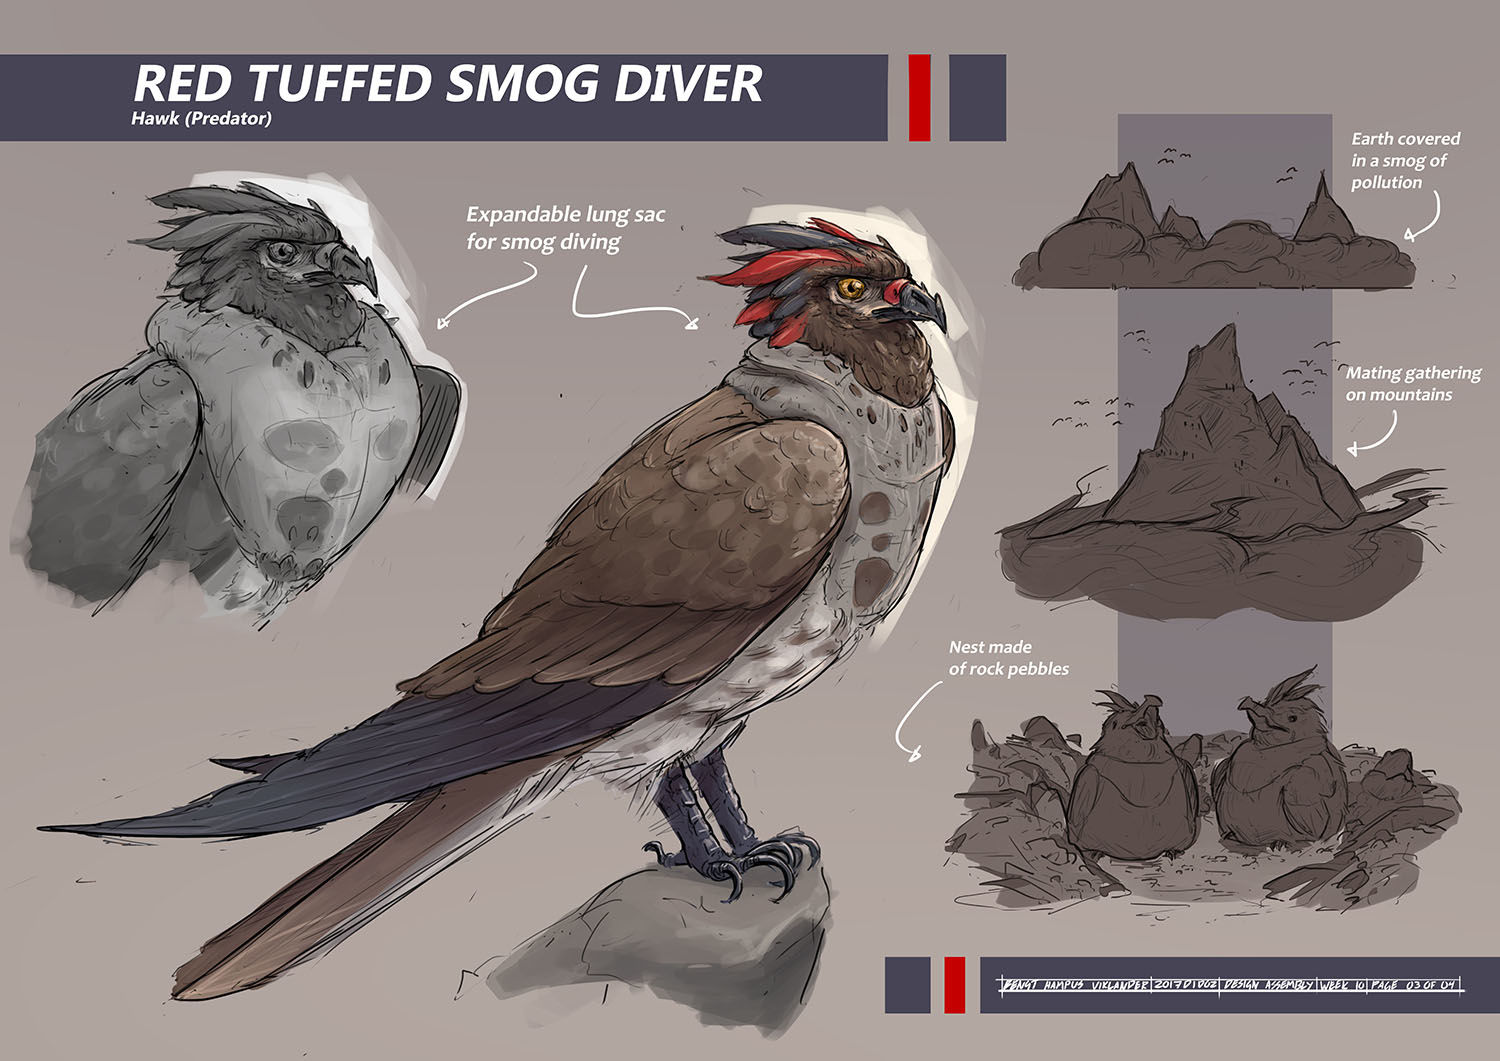 RED TUFFED SMOG DIVER
Hawk (Predator)
Expandable lung sac
for smog diving
Earth covered
in a smog of
pollution
Mating gathering
on mountains
Nest made
of rock pebbles
BENGT HAMPUS VIKLANDER | 2017D1D02 | DESIGN ASSEMBLY | WEEK 10 | PAGE 03 OF 04